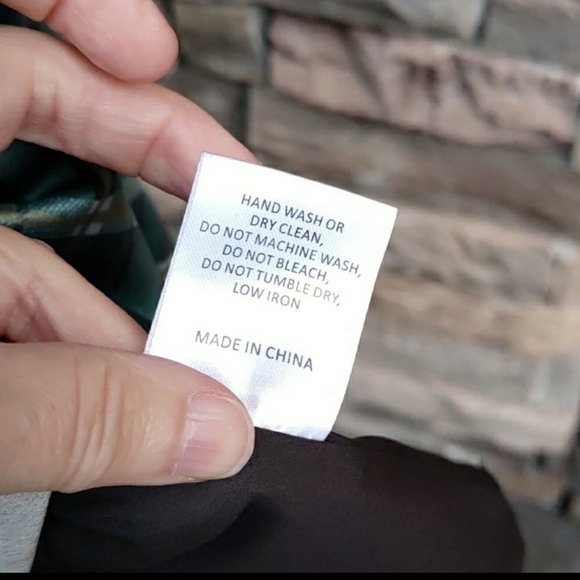 HAND WASH OR
DRY CLEAN,
DO NOT MACHINE WASH,
DO NOT BLEACH,
DO NOT TUMBLE DRY,
LOW IRON
MADE IN CHINA